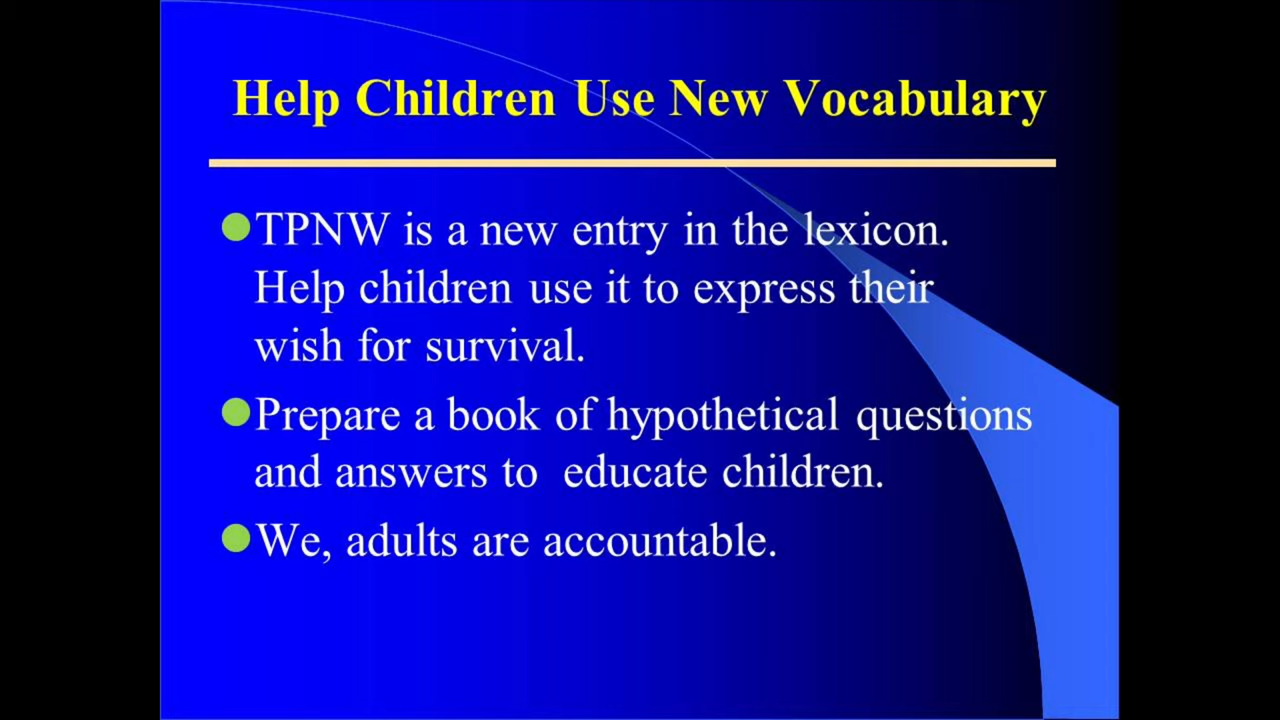 Help Children Use New Vocabulary
TPNW is a new entry in the lexicon.
Help children use it to express their
wish for survival.
Prepare a book of hypothetical questions
and answers to educate children.
We, adults are accountable.